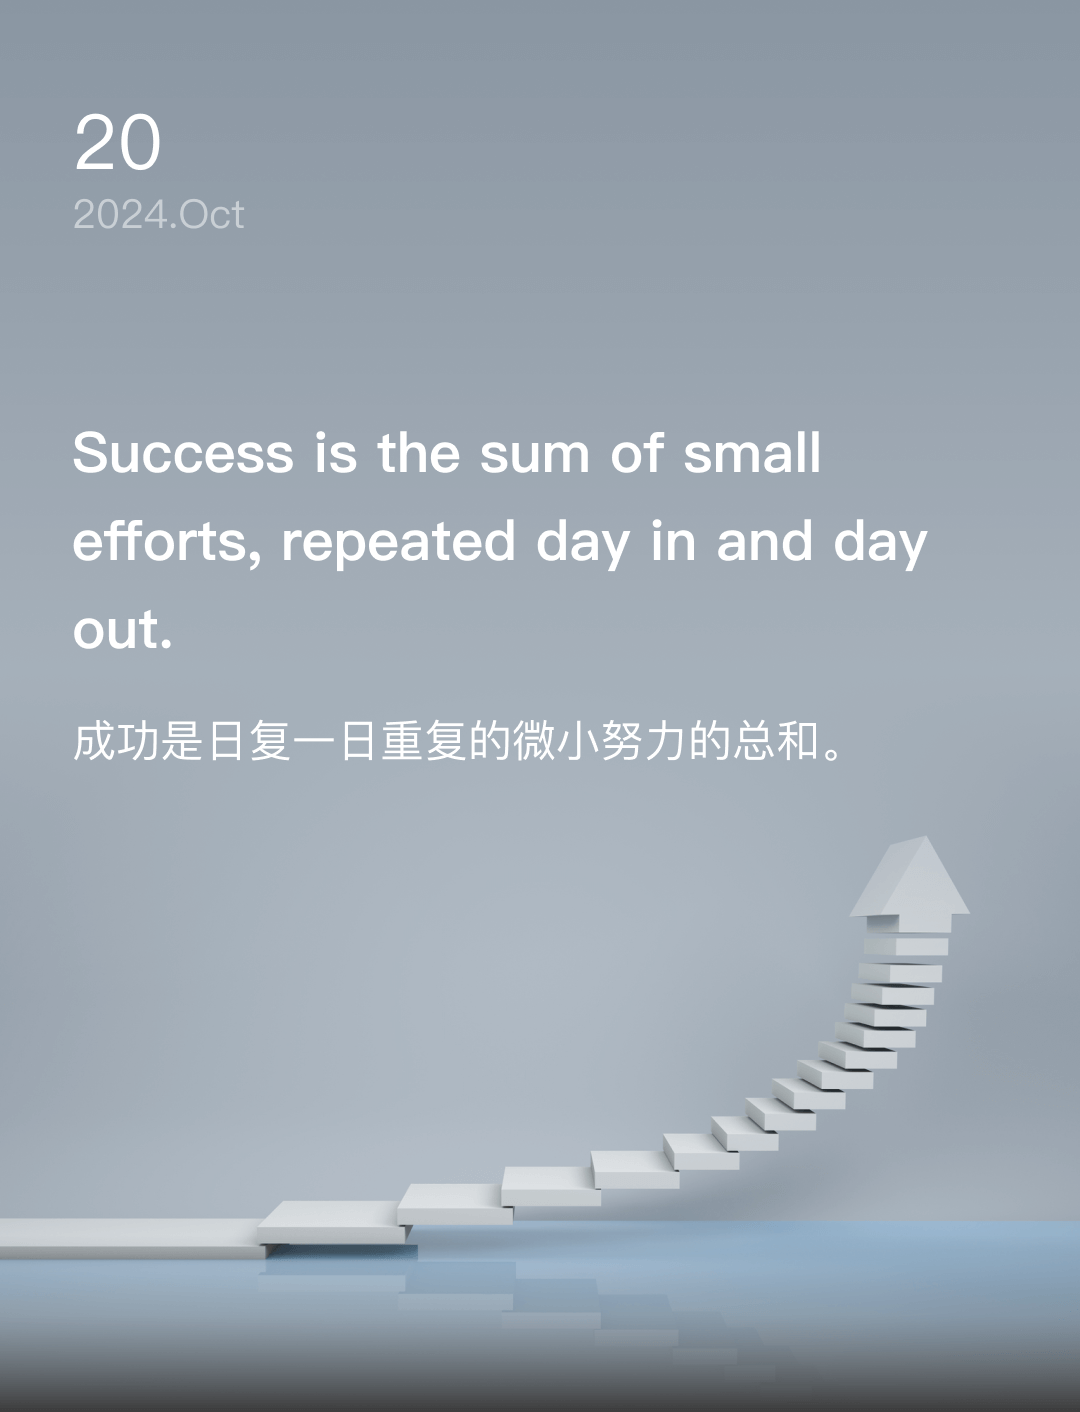 20
2024.Oct
Success is the sum of small
efforts, repeated day in and day
out.
成功是日复一日重复的微小努力的总和。